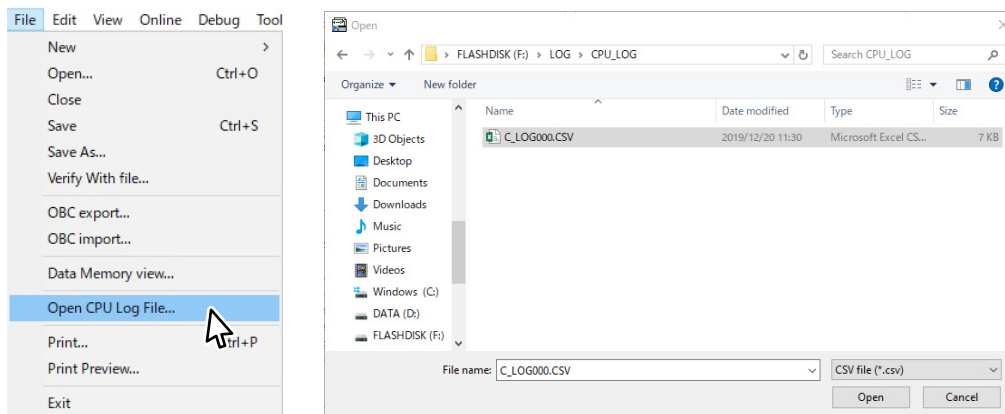 File Edit View Online Debug Tool
New
Open... Ctrl+O
Close
Save Ctrl+S
Save As...
Verify With file...
OBC export...
OBC import...
Data Memory view...
Open CPU Log File...
Print... Ctrl+P
Print Preview...
Exit
Open
FLASHDISK (F:) > LOG > CPU_LOG
Search CPU_LOG
Organize New folder
Name Date modified Type Size
This PC
3D Objects
Desktop
Documents
Downloads
Music
Pictures
Videos
Windows (C:)
DATA (D:)
FLASHDISK (F:)
C_LOG000.CSV 2019/12/20 11:30 Microsoft Excel CS... 7 KB
File name: C_LOG000.CSV CSV file (*.csv)
Open Cancel